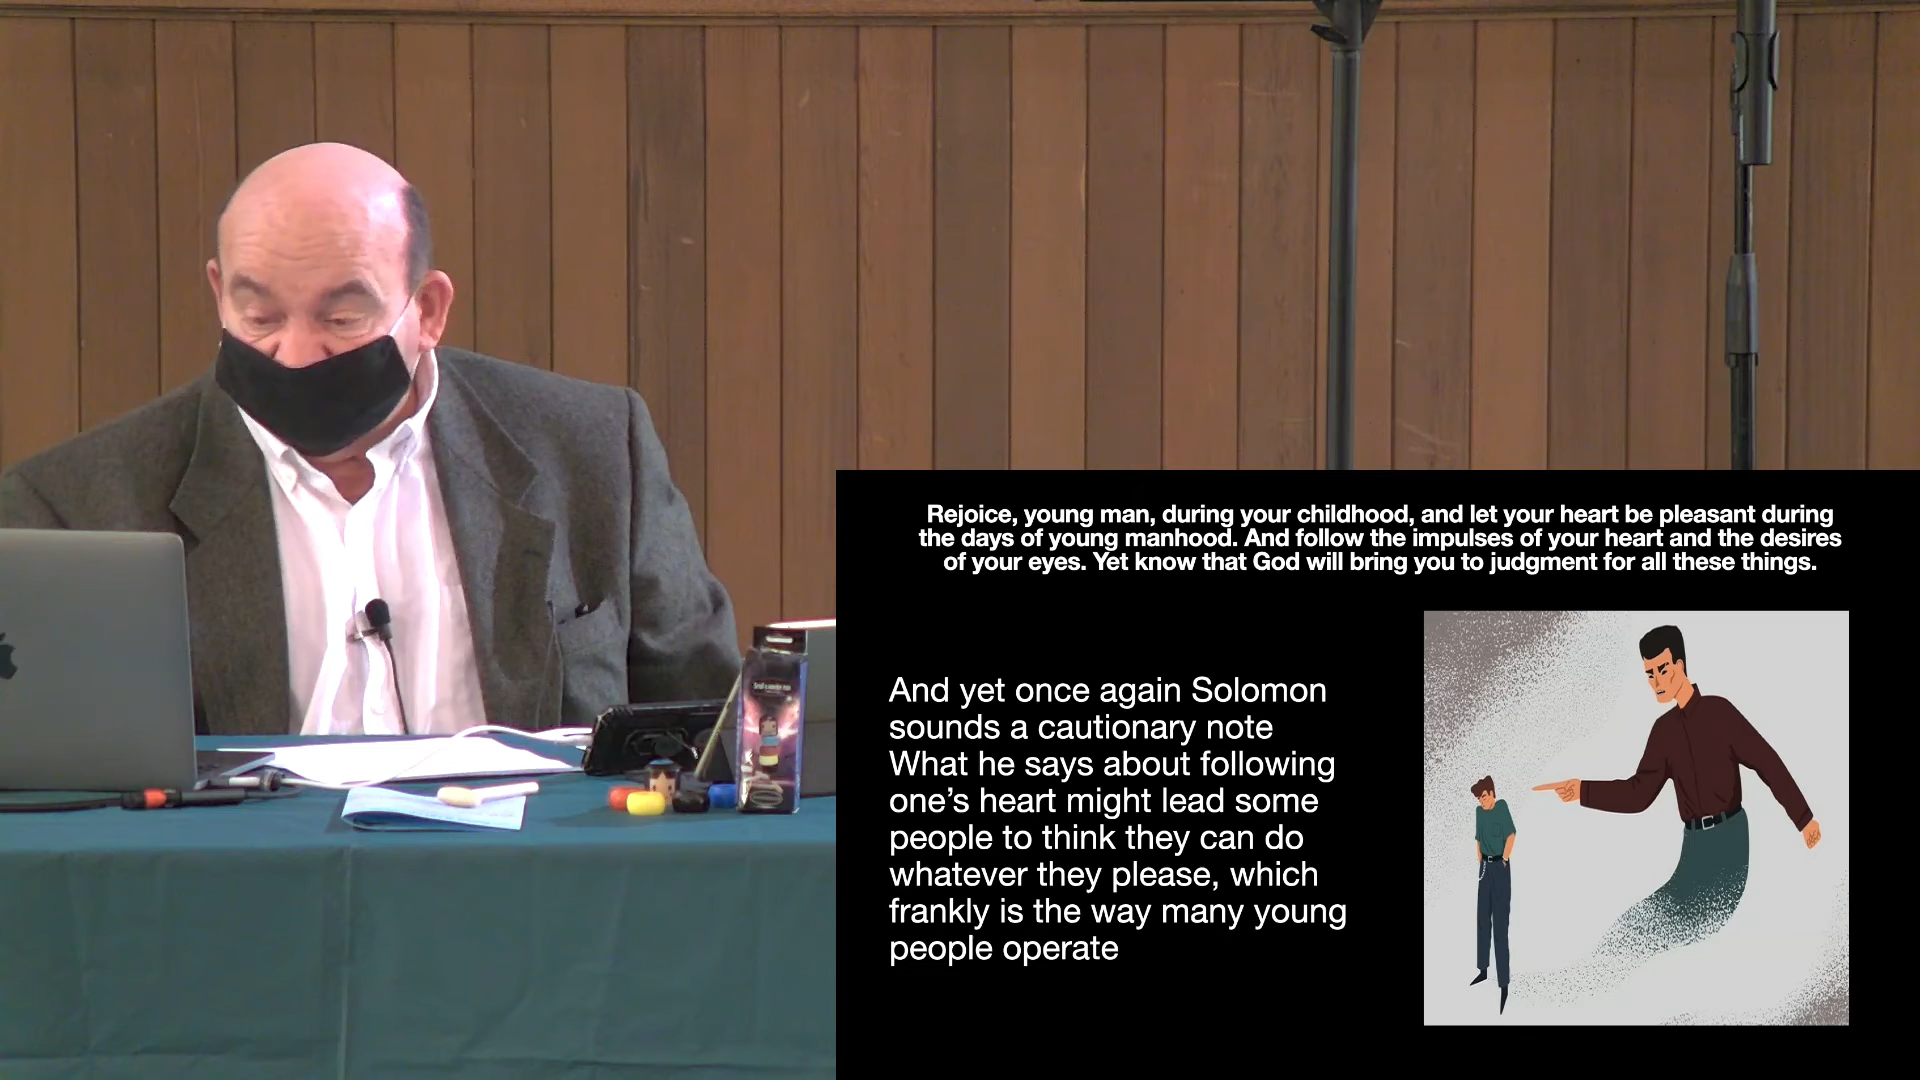 Rejoice, young man, during your childhood, and let your heart be pleasant during
the days of young manhood. And follow the impulses of your heart and the desires
of your eyes. Yet know that God will bring you to judgment for all these things.
And yet once again Solomon
sounds a cautionary note
What he says about following
one’s heart might lead some
people to think they can do
whatever they please, which
frankly is the way many young
people operate